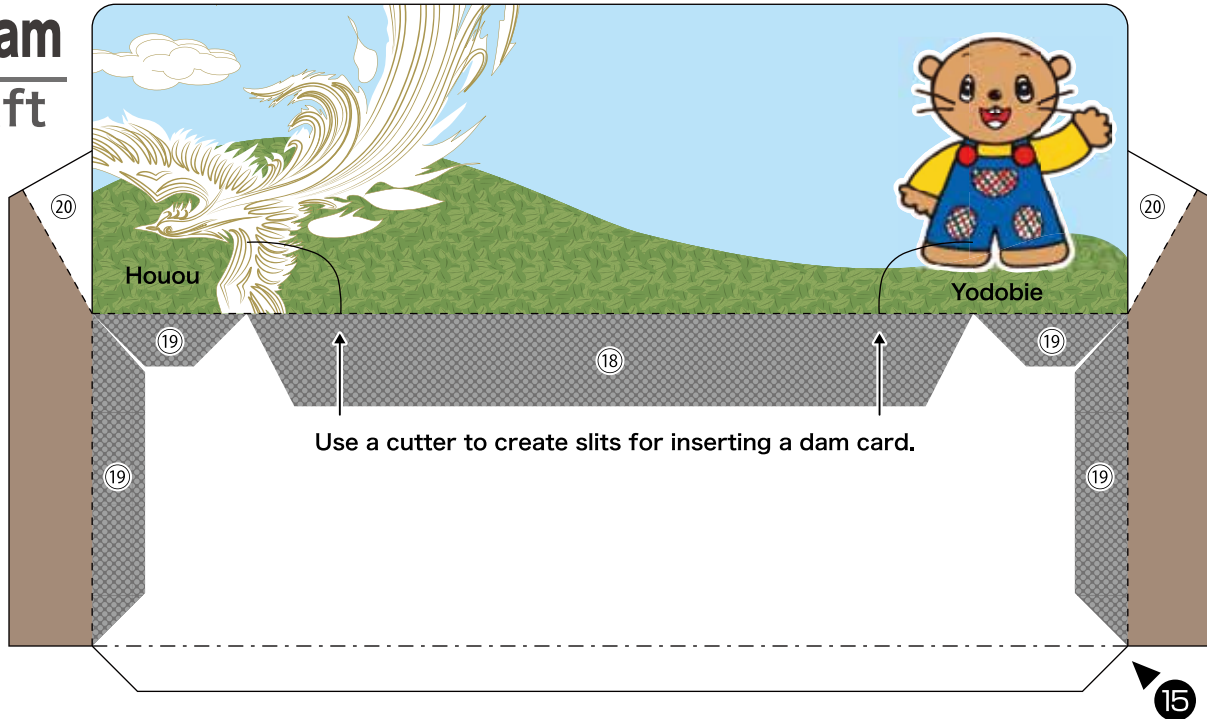 am
ft
⑳
⑳
Houou
Yodobie
⑲
⑱
⑲
Use a cutter to create slits for inserting a dam card.
⑲
⑲
15